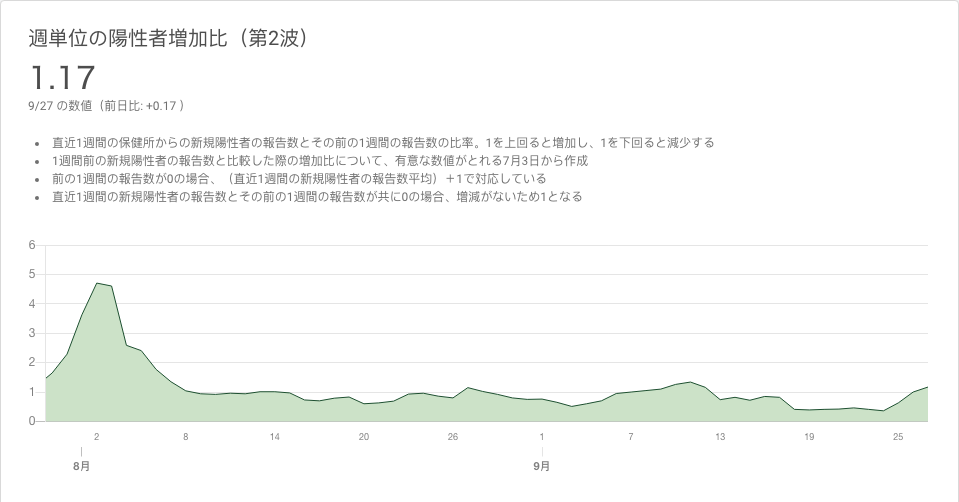 週単位の陽性者増加比（第2波）
1.17
9/27 の数値（前日比: +0.17 ）
• 直近1週間の保健所からの新規陽性者の報告数とその前の1週間の報告数の比率。1を上回ると増加し、1を下回ると減少する
• 1週間前の新規陽性者の報告数と比較した際の増加比について、有意な数値がとれる7月3日から作成
• 前の1週間の報告数が0の場合、（直近1週間の新規陽性者の報告数平均）＋1で対応している
• 直近1週間の新規陽性者の報告数とその前の1週間の報告数が共に0の場合、増減がないため1となる
6
5
4
3
2
1
0
2 8 14 20 26 1 7 13 19 25
8月 9月